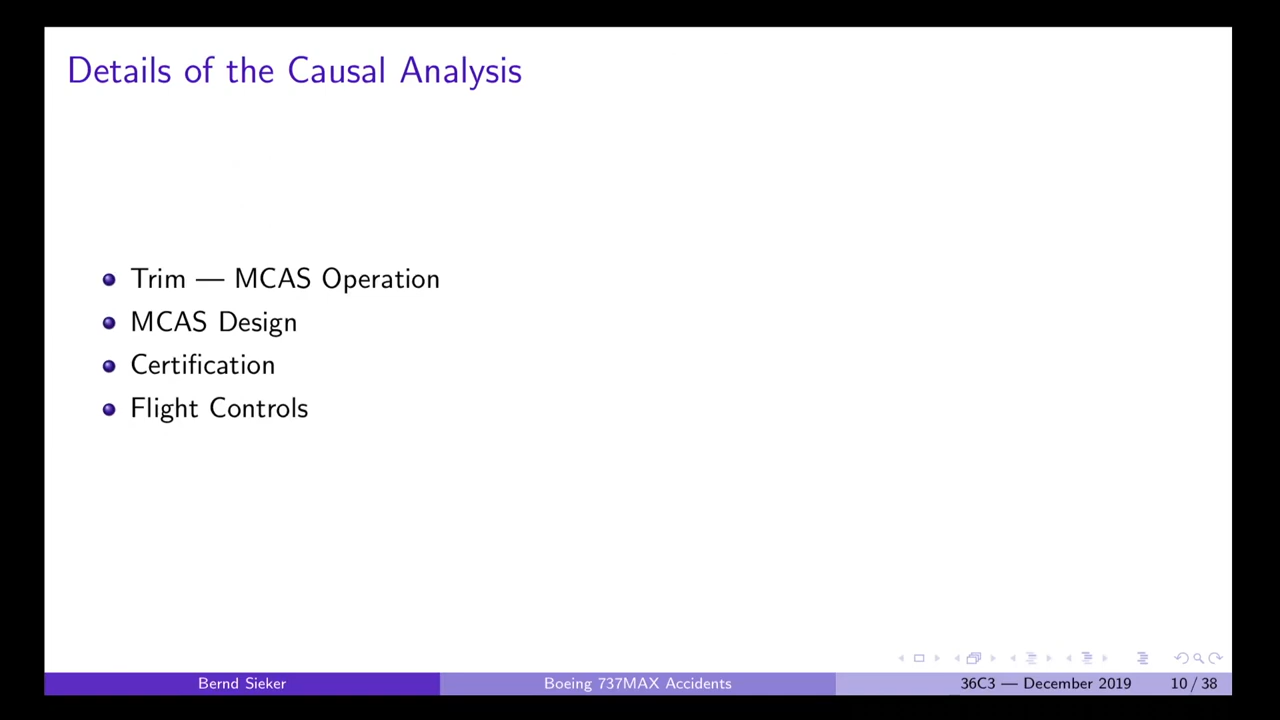 Details of the Causal Analysis
Trim — MCAS Operation
MCAS Design
Certification
Flight Controls
Bernd Sieker
Boeing 737MAX Accidents
36C3 — December 2019
10 / 38